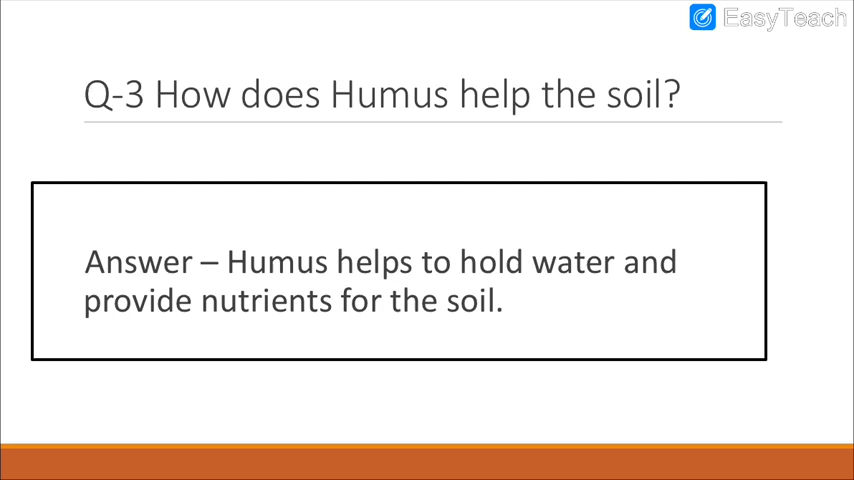 EasyTeach
Q-3 How does Humus help the soil?
Answer – Humus helps to hold water and
provide nutrients for the soil.